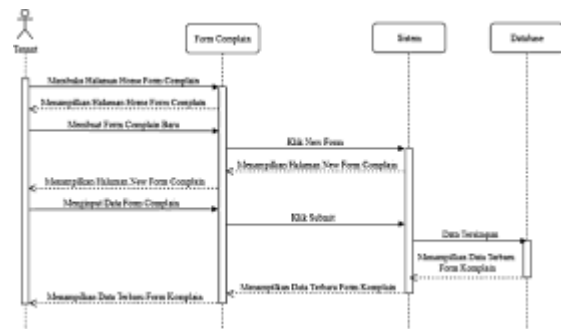 Form Complain
Sistem
Database
Tenant
Membuka Halaman Home Form Complain
Menampilkan Halaman Home Form Complain
Membuat Form Complain Baru
Klik New Form
Menampilkan Halaman New Form Complain
Menampilkan Halaman New Form Complain
Menginput Data Form Complain
Klik Submit
Data Tersimpan
Menampilkan Data Terbaru
Form Komplain
Menampilkan Data Terbaru Form Komplain
Menampilkan Data Terbaru Form Komplain